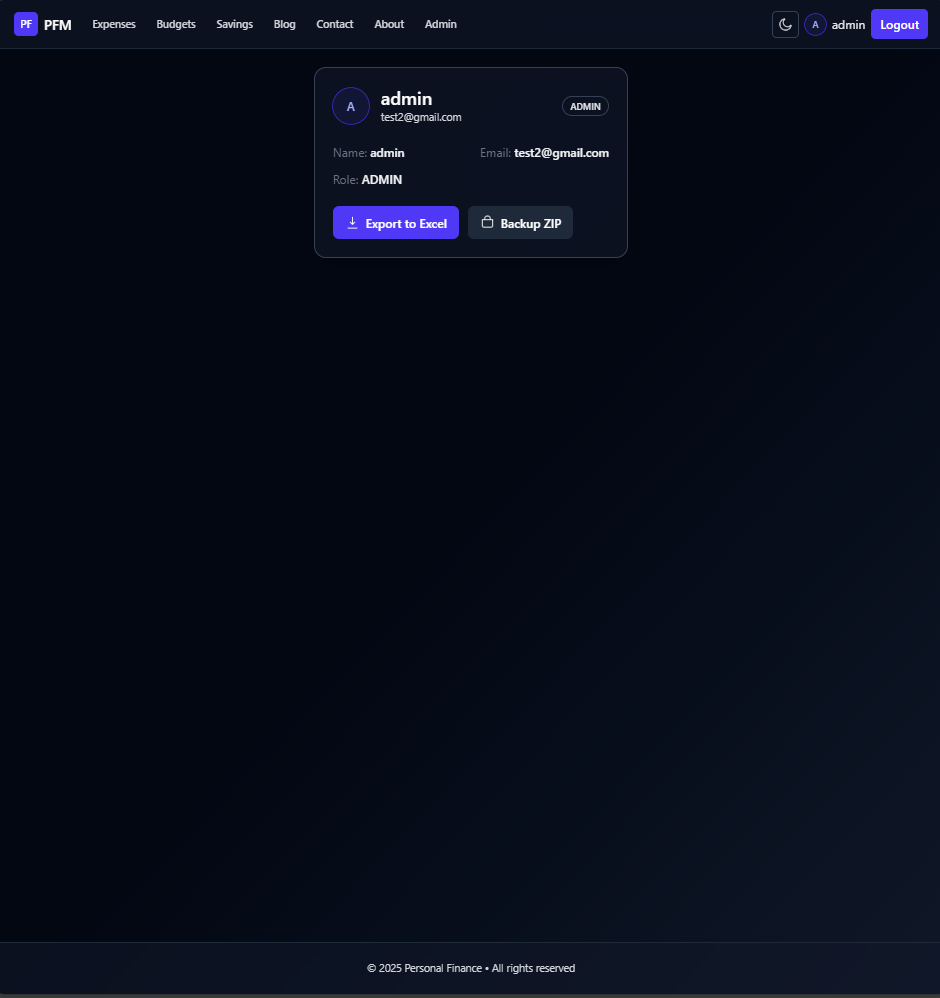 PF PFM Expenses Budgets Savings Blog Contact About Admin A admin Logout
A admin ADMIN
test2@gmail.com
Name: admin Email: test2@gmail.com
Role: ADMIN
Export to Excel Backup ZIP
© 2025 Personal Finance • All rights reserved